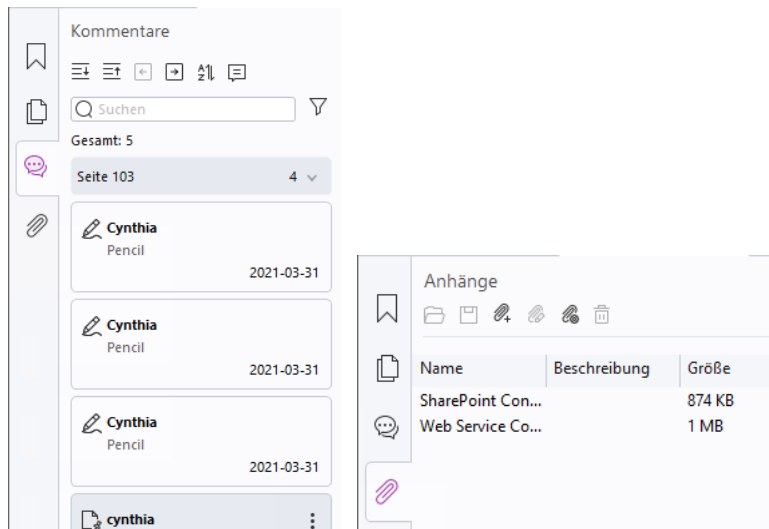 Kommentare
Suchen
Gesamt: 5
Seite 103 4
Cynthia
Pencil
2021-03-31
Cynthia
Pencil
2021-03-31
Cynthia
Pencil
2021-03-31
cynthia
Anhänge
Name Beschreibung Größe
SharePoint Con... 874 KB
Web Service Co... 1 MB